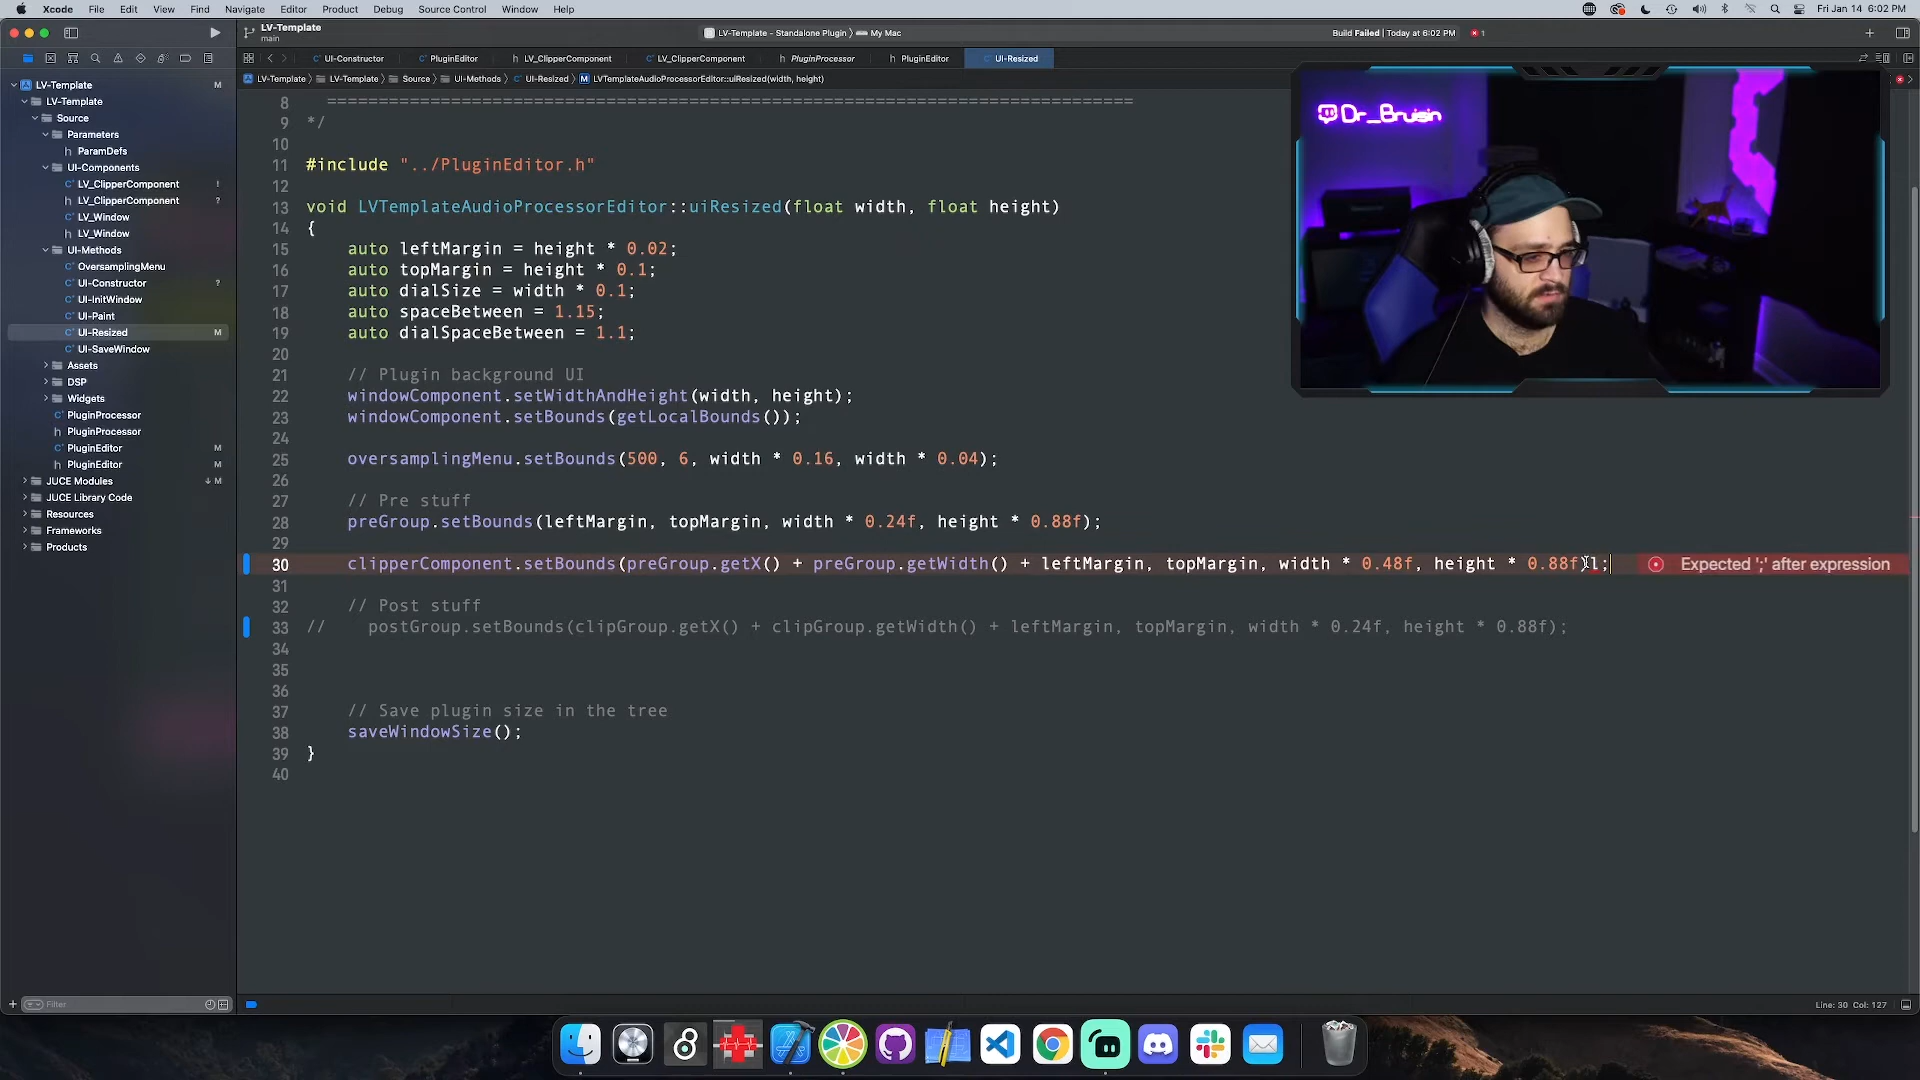 Xcode File Edit View Find Navigate Editor Product Debug Source Control Window Help
Fri Jan 14 6:02 PM
LV-Template
main
LV-Template - Standalone Plugin My Mac
Build Failed | Today at 6:02 PM
1
UI-Constructor PluginEditor LV_ClipperComponent LV_ClipperComponent PluginProcessor PluginEditor UI-Resized
LV-Template LV-Template Source UI-Methods UI-Resized LVTemplateAudioProcessorEditor::uiResized(width, height)
LV-Template M
LV-Template
Source
Parameters
ParamDefs
UI-Components
LV_ClipperComponent !
LV_ClipperComponent ?
LV_Window
LV_Window
UI-Methods
OversamplingMenu
UI-Constructor ?
UI-InitWindow
UI-Paint
UI-Resized M
UI-SaveWindow
Assets
DSP
Widgets
PluginProcessor
PluginProcessor
PluginEditor M
PluginEditor M
JUCE Modules M
JUCE Library Code
Resources
Frameworks
Products
Filter
8 ==============================================================================
9 */
10
11 #include "../PluginEditor.h"
12
13 void LVTemplateAudioProcessorEditor::uiResized(float width, float height)
14 {
15 auto leftMargin = height * 0.02;
16 auto topMargin = height * 0.1;
17 auto dialSize = width * 0.1;
18 auto spaceBetween = 1.15;
19 auto dialSpaceBetween = 1.1;
20
21 // Plugin background UI
22 windowComponent.setWidthAndHeight(width, height);
23 windowComponent.setBounds(getLocalBounds());
24
25 oversamplingMenu.setBounds(500, 6, width * 0.16, width * 0.04);
26
27 // Pre stuff
28 preGroup.setBounds(leftMargin, topMargin, width * 0.24f, height * 0.88f);
29
30 clipperComponent.setBounds(preGroup.getX() + preGroup.getWidth() + leftMargin, topMargin, width * 0.48f, height * 0.88f)l; Expected ';' after expression
31
32 // Post stuff
33 // postGroup.setBounds(clipGroup.getX() + clipGroup.getWidth() + leftMargin, topMargin, width * 0.24f, height * 0.88f);
34
35
36
37 // Save plugin size in the tree
38 saveWindowSize();
39 }
40
Dr_Bruisin
Line: 30 Col: 127